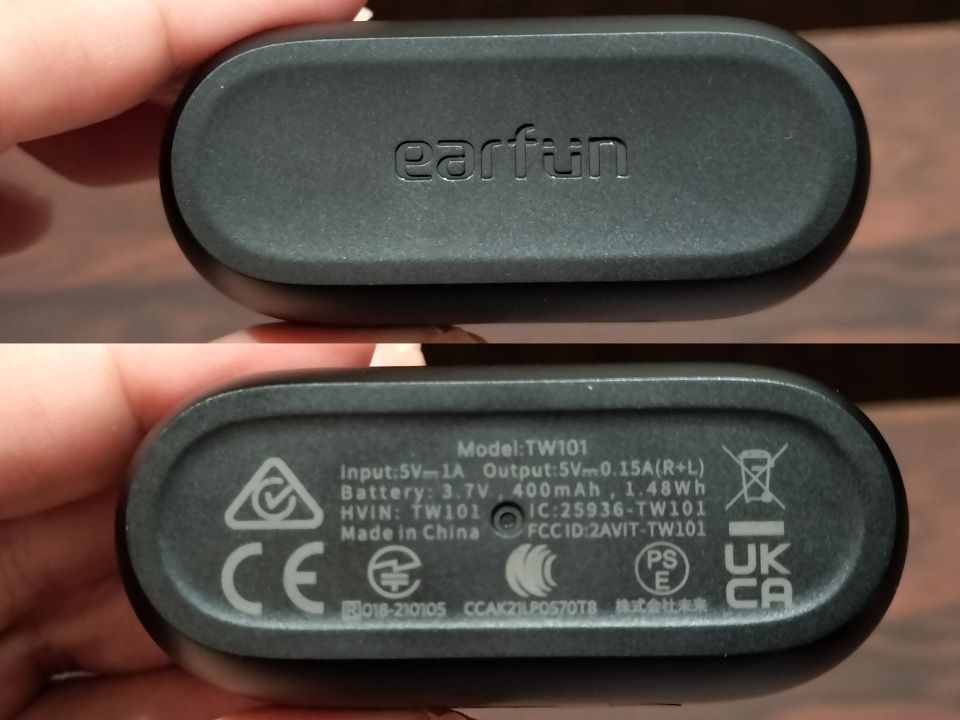 earfun
Model:TW101
Input:5V⎓1A Output:5V⎓0.15A(R+L)
Battery: 3.7V , 400mAh , 1.48Wh
HVIN: TW101 IC:25936-TW101
Made in China FCC ID:2AVIT-TW101
CE
PS
E
UK
CA
R 018-210105 CCAK21LP0570T8 株式会社未来